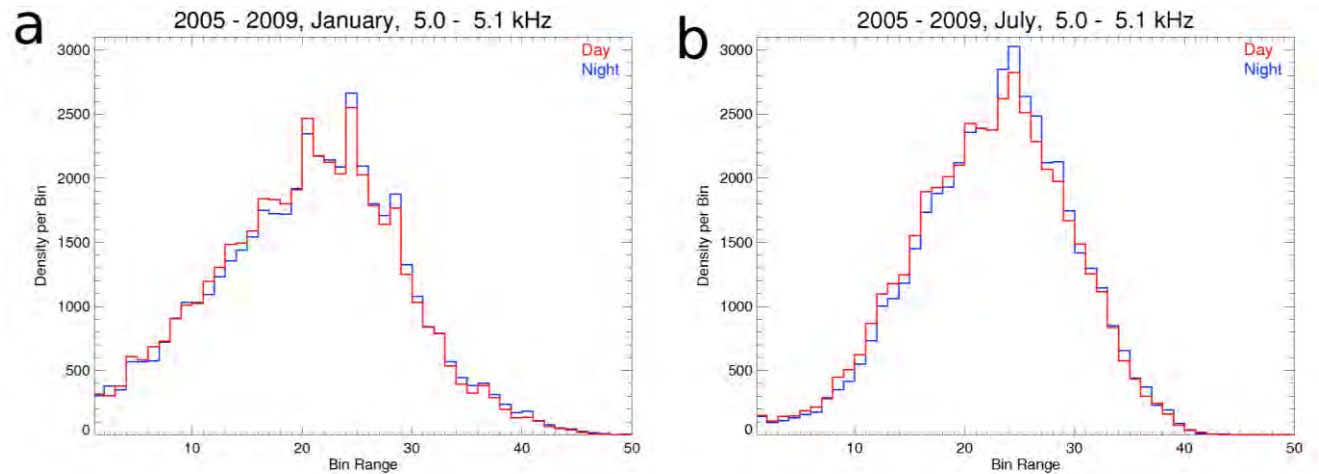 a
2005 - 2009, January, 5.0 - 5.1 kHz
3000
2500
2000
1500
1000
500
0
Density per Bin
10
20
30
40
50
Bin Range
Day
Night
b
2005 - 2009, July, 5.0 - 5.1 kHz
3000
2500
2000
1500
1000
500
0
Density per Bin
10
20
30
40
50
Bin Range
Day
Night